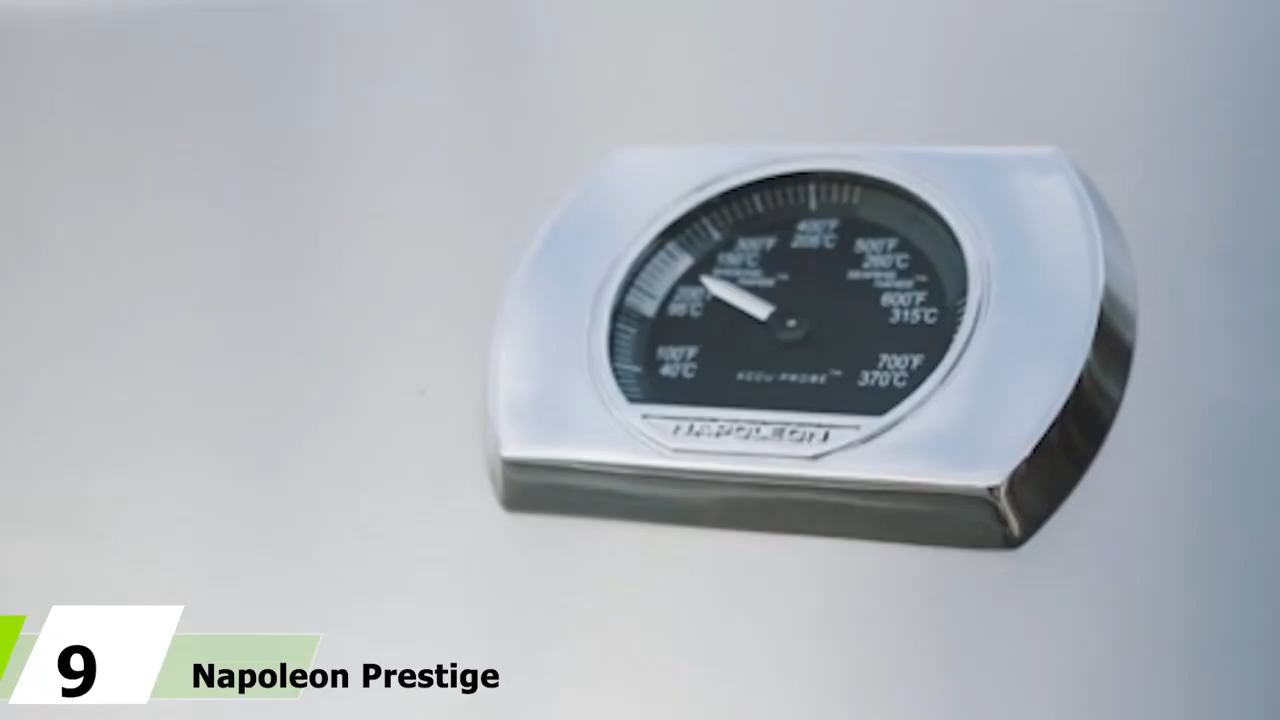 400°F
205°C
300°F
150°C
500°F
260°C
200°F
95°C
600°F
315°C
100°F
40°C
700°F
370°C
ACCU-PROBE™
NAPOLEON
9
Napoleon Prestige